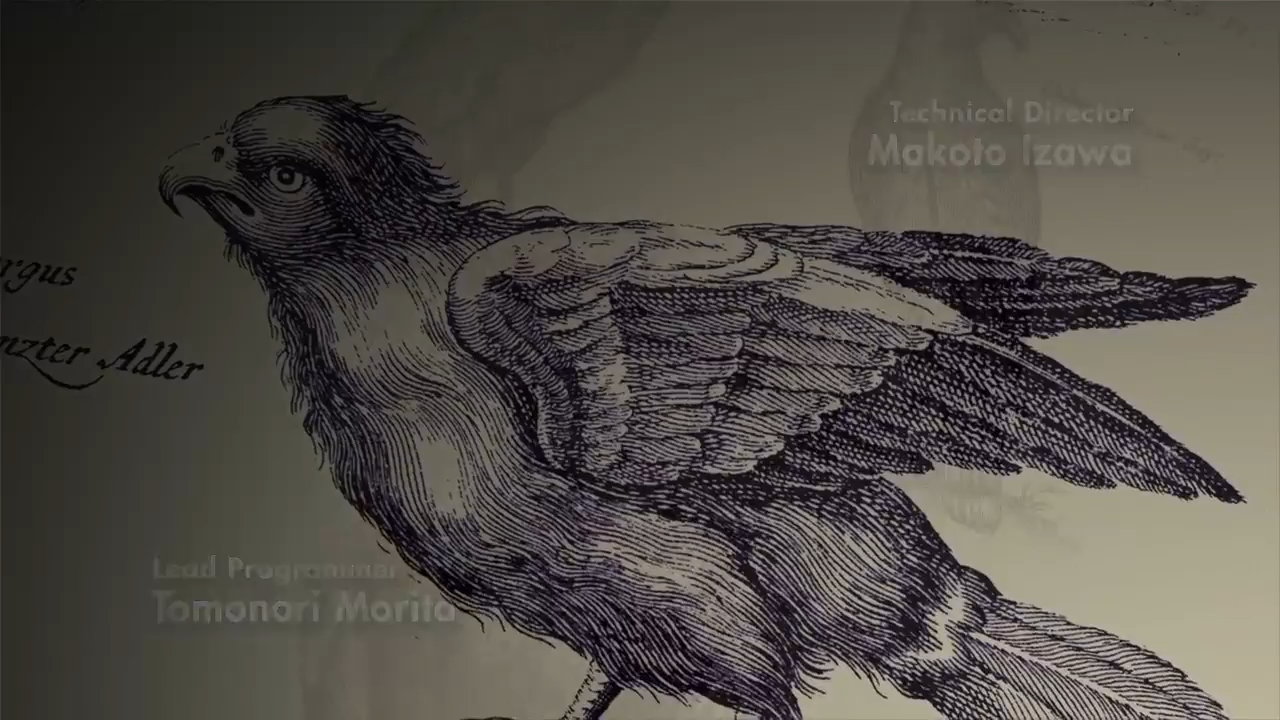 Technical Director
Makoto Izawa
rgus
nzter Adler
Lead Programmer
Tomonori Morita